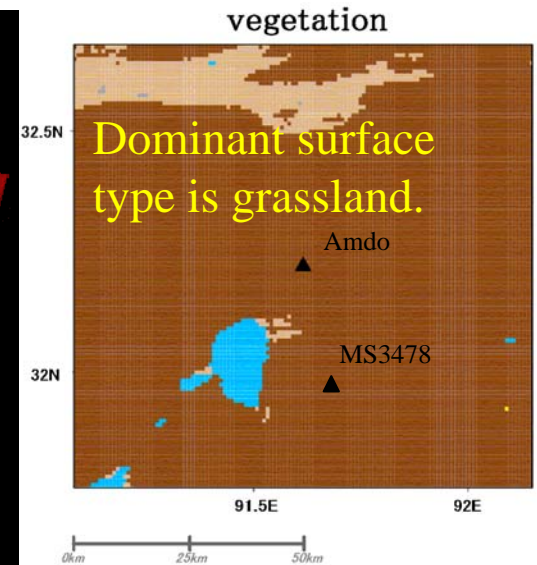 vegetation
32.5N
Dominant surface
type is grassland.
Amdo
MS3478
32N
91.5E 92E
0km 25km 50km